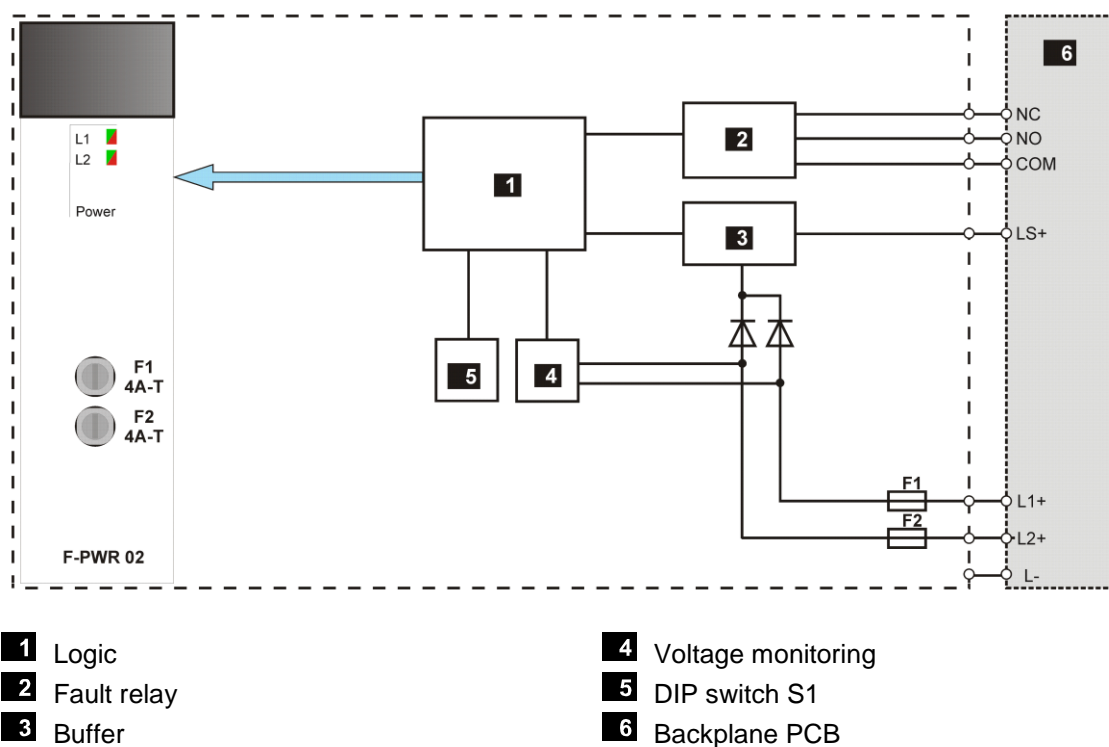 6
NC
NO
COM
L1
L2
Power
1
2
3
LS+
5
4
F1
4A-T
F2
4A-T
F1
L1+
F2
L2+
L-
F-PWR 02
1 Logic
2 Fault relay
3 Buffer
4 Voltage monitoring
5 DIP switch S1
6 Backplane PCB